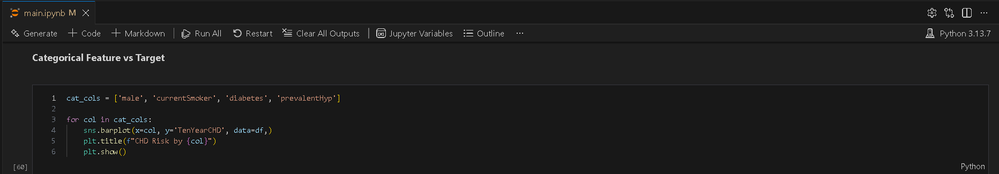 main.ipynb M
Generate + Code + Markdown Run All Restart Clear All Outputs Jupyter Variables Outline ... Python 3.13.7
Categorical Feature vs Target
1 cat_cols = ['male', 'currentSmoker', 'diabetes', 'prevalentHyp']
2
3 for col in cat_cols:
4     sns.barplot(x=col, y='TenYearCHD', data=df,)
5     plt.title(f"CHD Risk by {col}")
6     plt.show()
[60] Python